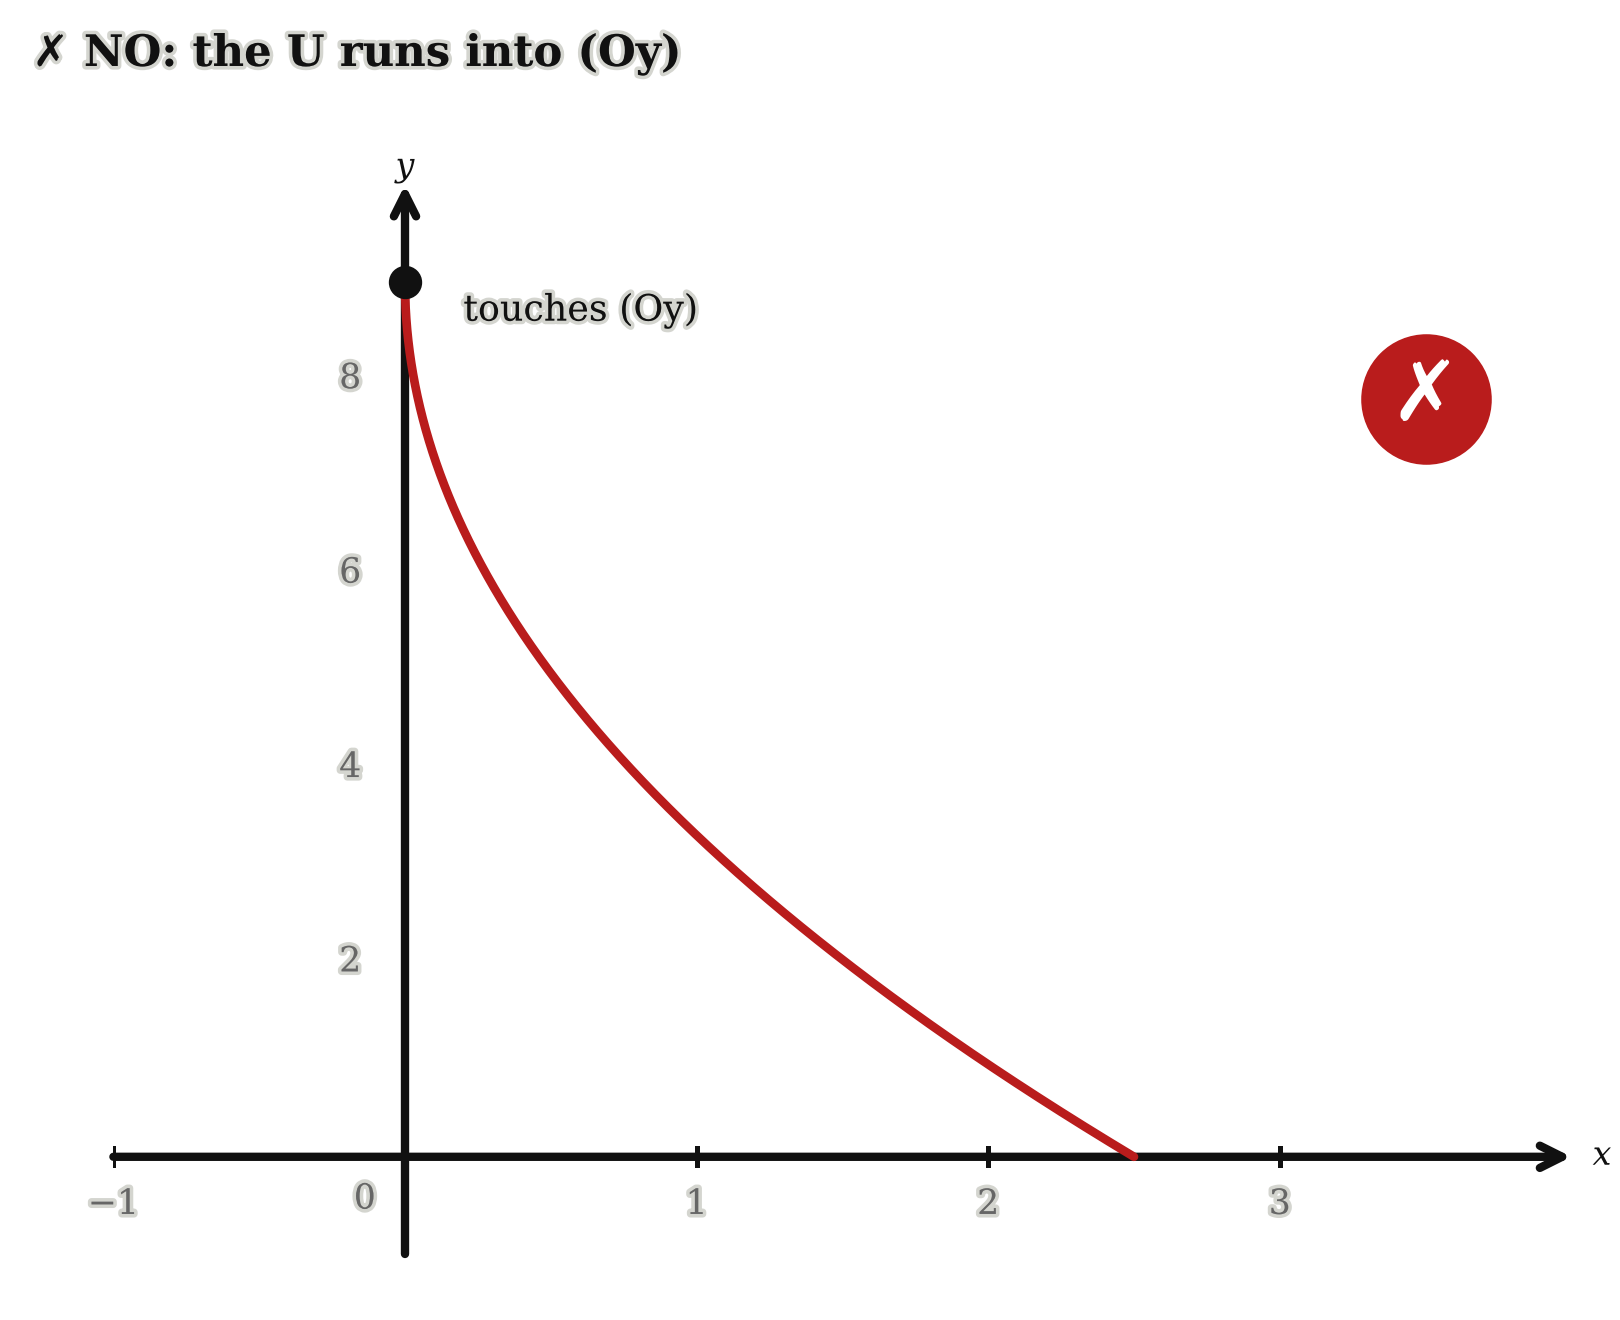 ✗ NO: the U runs into (Oy)
y
touches (Oy)
8
✗
6
4
2
x
−1
0
1
2
3